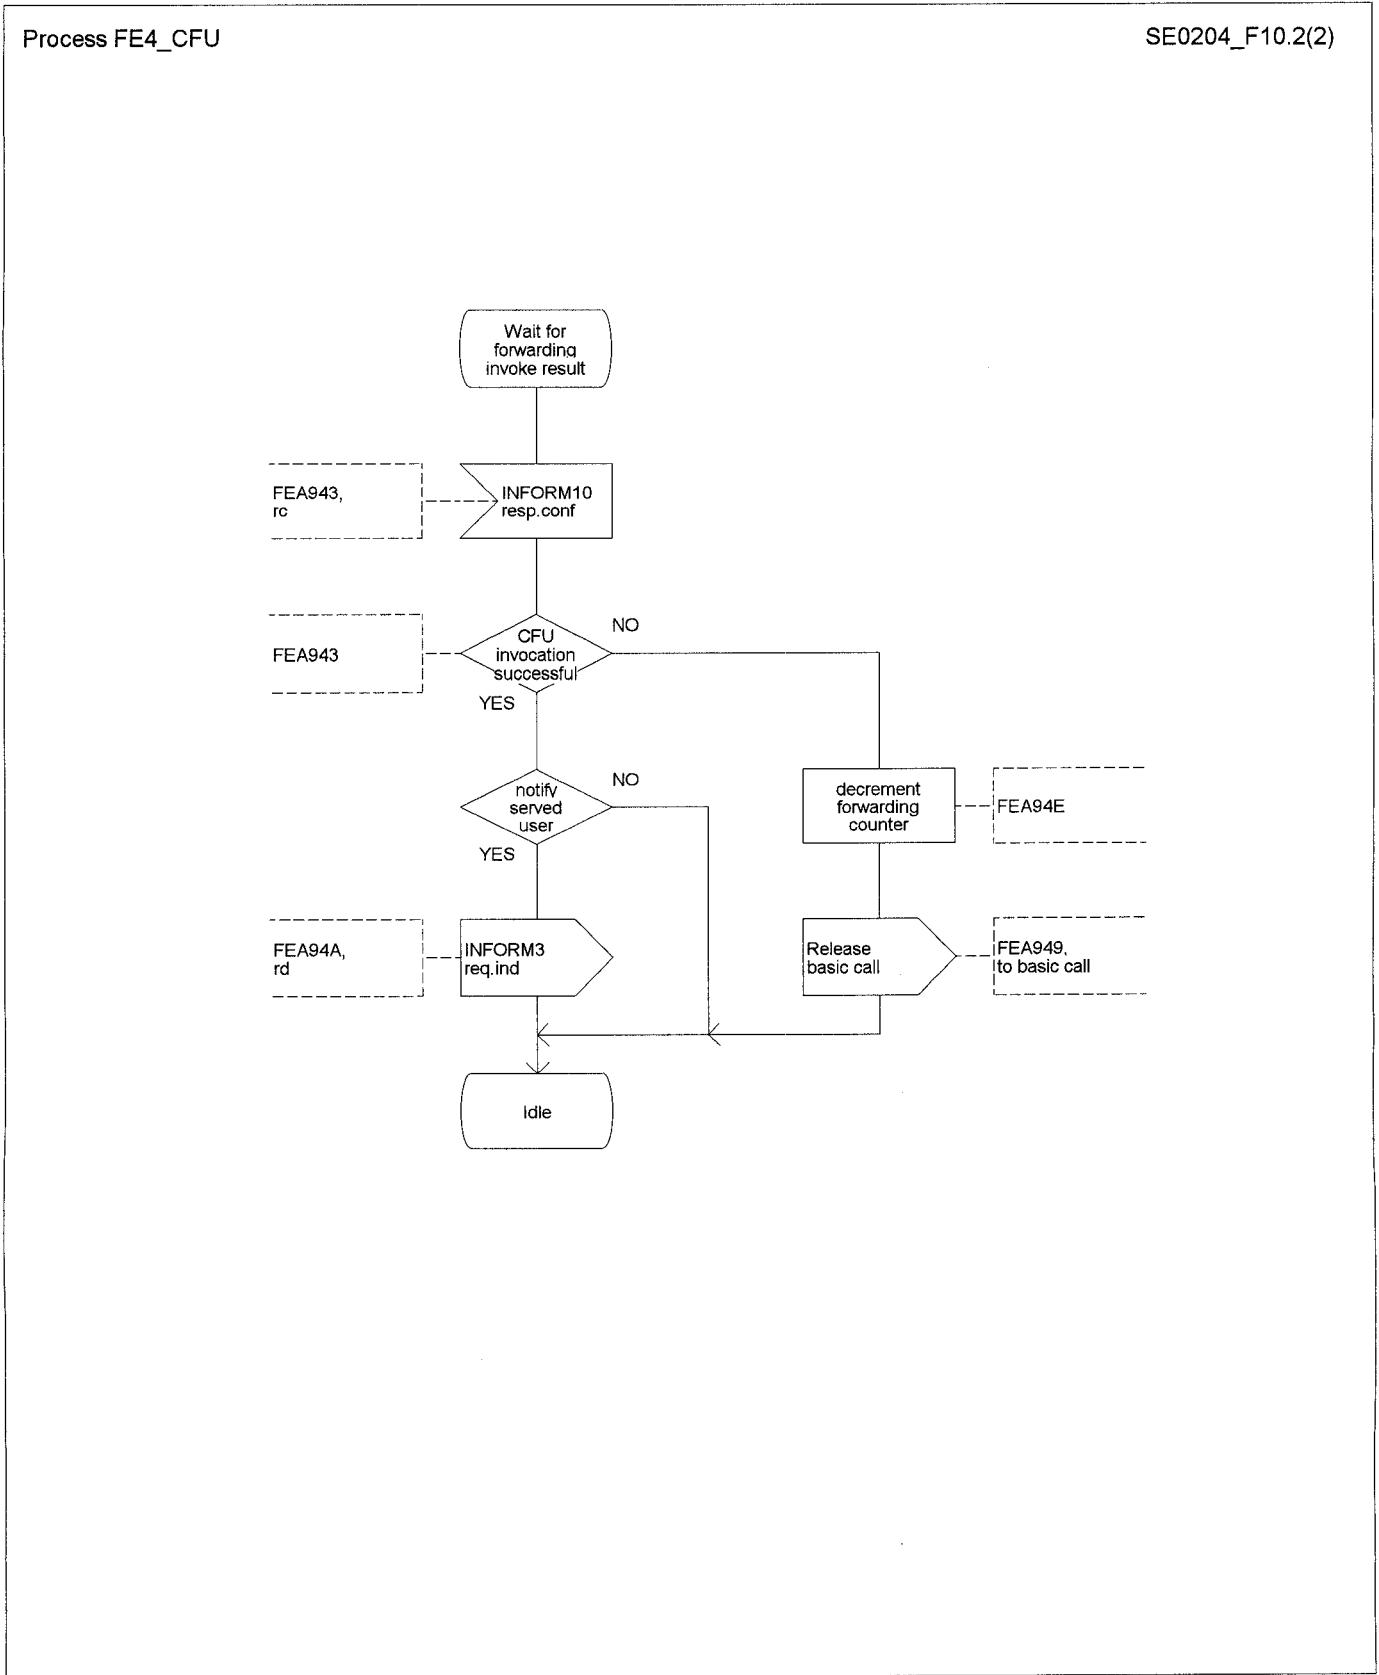 Process FE4_CFU
SE0204_F10.2(2)
Wait for
forwarding
invoke result
FEA943,
rc
INFORM10
resp.conf
FEA943
CFU
invocation
successful
NO
YES
notify
served
user
NO
YES
decrement
forwarding
counter
FEA94E
FEA94A,
rd
INFORM3
req.ind
Release
basic call
FEA949,
to basic call
Idle